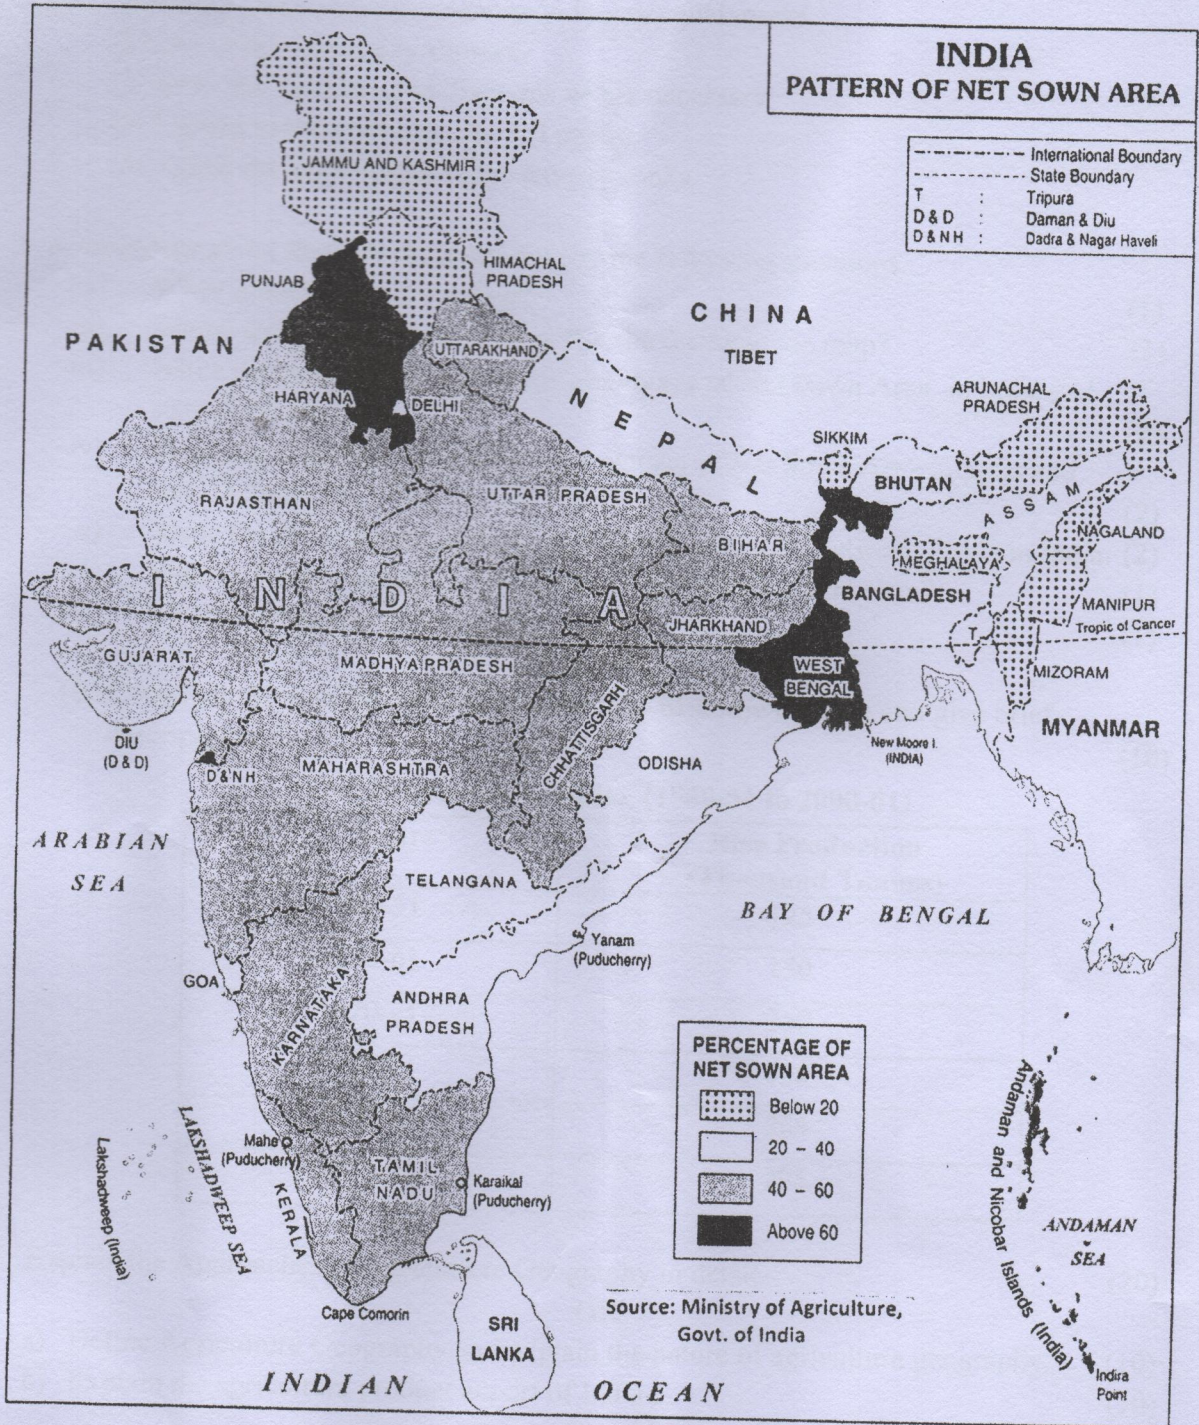 INDIA
PATTERN OF NET SOWN AREA
International Boundary
State Boundary
T : Tripura
D & D : Daman & Diu
D & NH : Dadra & Nagar Haveli
JAMMU AND KASHMIR
HIMACHAL
PRADESH
PUNJAB
CHINA
TIBET
PAKISTAN
UTTARAKHAND
HARYANA
DELHI
NEPAL
ARUNACHAL
PRADESH
SIKKIM
BHUTAN
ASSAM
RAJASTHAN
UTTAR PRADESH
BIHAR
NAGALAND
MEGHALAYA
INDIA
BANGLADESH
MANIPUR
Tropic of Cancer
JHARKHAND
T
GUJARAT
MADHYA PRADESH
WEST
BENGAL
MIZORAM
MYANMAR
CHHATTISGARH
DIU
(D & D)
D & NH
MAHARASHTRA
ODISHA
New Moore I.
(INDIA)
ARABIAN
SEA
TELANGANA
BAY OF BENGAL
Yanam
(Puducherry)
GOA
KARNATAKA
ANDHRA
PRADESH
PERCENTAGE OF
NET SOWN AREA
Below 20
20 – 40
40 – 60
Above 60
Andaman and Nicobar Islands (India)
LAKSHADWEEP SEA
Lakshadweep (India)
Mahe
(Puducherry)
TAMIL
NADU
Karaikal
(Puducherry)
KERALA
ANDAMAN
SEA
Cape Comorin
Source: Ministry of Agriculture,
Govt. of India
SRI
LANKA
INDIAN OCEAN
Indira
Point